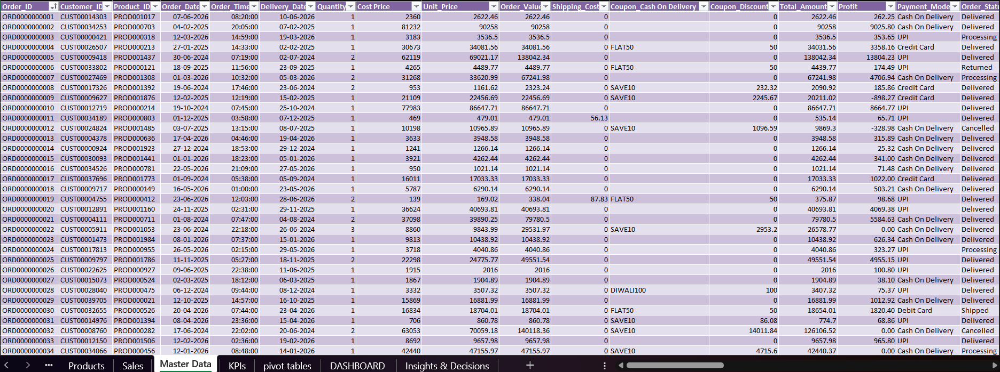 Order_ID Customer_ID Product_ID Order_Date Order_Time Delivery_Date Quantity Cost Price Unit_Price Order_Value Shipping_Cost Coupon_Cash On Delivery Coupon_Discount Total_Amount Profit Payment_Mode Order_Statu
ORD0000000001 CUST00014303 PROD001017 07-06-2026 08:20:00 10-06-2026 1 2360 2622.46 2622.46 0 0 2622.46 262.25 Cash On Delivery Delivered
ORD0000000002 CUST00034253 PROD000703 04-02-2025 20:05:00 07-02-2025 1 81232 90258 90258 0 0 90258 9025.80 Cash On Delivery Delivered
ORD0000000003 CUST00000421 PROD000318 12-03-2026 14:59:00 19-03-2026 1 3183 3536.5 3536.5 0 0 3536.5 353.65 UPI Processing
ORD0000000004 CUST00026507 PROD000213 27-01-2025 14:33:00 02-02-2025 1 30673 34081.56 34081.56 0 FLAT50 50 34031.56 3358.16 Credit Card Delivered
ORD0000000005 CUST00009418 PROD001437 30-06-2024 07:19:00 02-07-2024 2 62119 69021.17 138042.34 0 0 138042.34 13804.23 UPI Delivered
ORD0000000006 CUST00033802 PROD000121 18-09-2025 11:56:00 23-09-2025 1 4265 4489.77 4489.77 0 FLAT50 50 4439.77 174.49 UPI Returned
ORD0000000007 CUST00027469 PROD001308 01-03-2026 10:32:00 05-03-2026 2 31268 33620.99 67241.98 0 0 67241.98 4706.94 Cash On Delivery Processing
ORD0000000008 CUST00017326 PROD001392 19-06-2024 17:46:00 23-06-2024 2 953 1161.62 2323.24 0 SAVE10 232.32 2090.92 185.86 Credit Card Delivered
ORD0000000009 CUST00009627 PROD001876 12-02-2025 12:19:00 15-02-2025 1 21109 22456.69 22456.69 0 SAVE10 2245.67 20211.02 -898.27 Credit Card Delivered
ORD0000000010 CUST00012719 PROD000214 19-10-2024 07:45:00 25-10-2024 1 77983 86647.71 86647.71 0 0 86647.71 8664.77 UPI Delivered
ORD0000000011 CUST00034189 PROD000803 01-12-2025 03:58:00 07-12-2025 1 469 479.01 479.01 56.13 0 535.14 65.71 UPI Delivered
ORD0000000012 CUST00024824 PROD001485 03-07-2025 13:15:00 08-07-2025 1 10198 10965.89 10965.89 0 SAVE10 1096.59 9869.3 -328.98 Cash On Delivery Cancelled
ORD0000000013 CUST00004378 PROD000636 17-04-2026 04:46:00 19-04-2026 1 3633 3948.58 3948.58 0 0 3948.58 315.89 Cash On Delivery Delivered
ORD0000000014 CUST00000924 PROD001923 27-12-2024 18:53:00 29-12-2024 1 1241 1266.14 1266.14 0 0 1266.14 25.32 Cash On Delivery Delivered
ORD0000000015 CUST00030093 PROD001441 01-01-2026 18:23:00 05-01-2026 1 3921 4262.44 4262.44 0 0 4262.44 341.00 Cash On Delivery Delivered
ORD0000000016 CUST00034526 PROD000781 22-05-2026 21:09:00 27-05-2026 1 950 1021.14 1021.14 0 0 1021.14 71.48 Cash On Delivery Delivered
ORD0000000017 CUST00037696 PROD001773 01-09-2024 05:38:00 05-09-2024 1 16011 17033.33 17033.33 0 0 17033.33 1022.00 Credit Card Delivered
ORD0000000018 CUST00009717 PROD000149 16-05-2026 01:00:00 23-05-2026 1 5787 6290.14 6290.14 0 0 6290.14 503.21 Cash On Delivery Delivered
ORD0000000019 CUST00004755 PROD000412 23-06-2026 12:03:00 28-06-2026 2 139 169.02 338.04 87.83 FLAT50 50 375.87 98.68 UPI Delivered
ORD0000000020 CUST00012891 PROD001160 24-11-2025 02:31:00 29-11-2025 1 36624 40693.81 40693.81 0 0 40693.81 4069.38 UPI Delivered
ORD0000000021 CUST00004111 PROD000711 01-08-2024 07:47:00 04-08-2024 2 37098 39890.25 79780.5 0 0 79780.5 5584.63 Cash On Delivery Delivered
ORD0000000022 CUST00005911 PROD001053 23-06-2024 22:18:00 26-06-2024 3 8860 9843.99 29531.97 0 SAVE10 2953.2 26578.77 0.00 Cash On Delivery Delivered
ORD0000000023 CUST00001473 PROD001984 08-01-2026 07:37:00 15-01-2026 1 9813 10438.92 10438.92 0 0 10438.92 626.34 Cash On Delivery Delivered
ORD0000000024 CUST00017813 PROD000955 26-05-2026 02:15:00 29-05-2026 1 3718 4040.86 4040.86 0 0 4040.86 323.27 UPI Processing
ORD0000000025 CUST00009797 PROD001786 11-11-2025 05:27:00 18-11-2025 2 22298 24775.77 49551.54 0 0 49551.54 4955.15 UPI Delivered
ORD0000000026 CUST00022625 PROD000927 09-06-2025 22:38:00 11-06-2025 1 1915 2016 2016 0 0 2016 100.80 UPI Delivered
ORD0000000027 CUST00015073 PROD000524 02-03-2025 18:12:00 06-03-2025 1 1867 1904.89 1904.89 0 0 1904.89 38.10 Cash On Delivery Delivered
ORD0000000028 CUST00028040 PROD000475 06-12-2024 09:44:00 08-12-2024 1 3332 3507.32 3507.32 0 DIWALI100 100 3407.32 75.37 UPI Delivered
ORD0000000029 CUST00039705 PROD000021 12-10-2025 14:57:00 16-10-2025 1 15869 16881.99 16881.99 0 0 16881.99 1012.92 Cash On Delivery Delivered
ORD0000000030 CUST00032655 PROD000526 20-04-2026 07:44:00 23-04-2026 1 16834 18704.01 18704.01 0 FLAT50 50 18654.01 1820.40 Debit Card Shipped
ORD0000000031 CUST00014976 PROD001394 08-04-2026 23:36:00 15-04-2026 1 706 860.78 860.78 0 SAVE10 86.08 774.7 68.86 UPI Delivered
ORD0000000032 CUST00008760 PROD000282 17-06-2024 22:02:00 20-06-2024 2 63053 70059.18 140118.36 0 SAVE10 14011.84 126106.52 0.00 Cash On Delivery Cancelled
ORD0000000033 CUST00012150 PROD001506 12-02-2026 02:36:00 19-02-2026 1 8692 9657.98 9657.98 0 0 9657.98 965.80 UPI Delivered
ORD0000000034 CUST00034066 PROD000456 12-01-2026 08:48:00 14-01-2026 1 42440 47155.97 47155.97 0 SAVE10 4715.6 42440.37 0.00 Cash On Delivery Processing
Products Sales Master Data KPIs pivot tables DASHBOARD Insights & Decisions